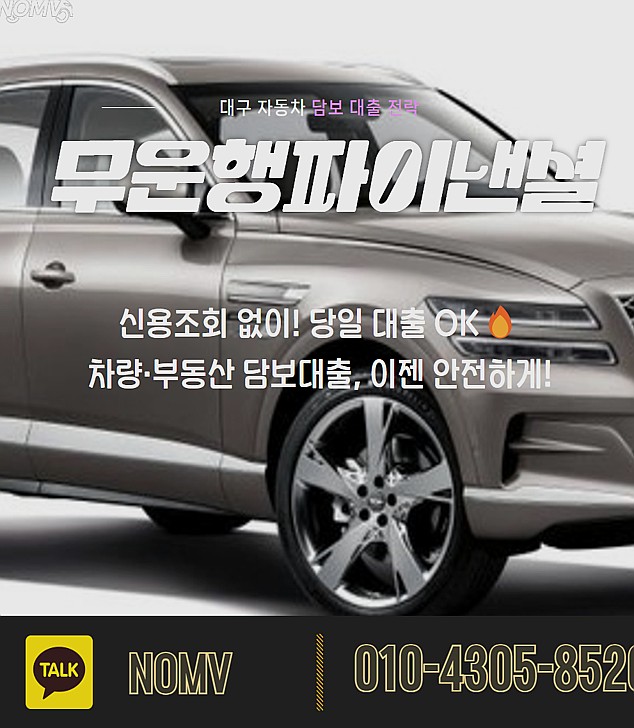 NOMV
대구 자동차 담보 대출 전략
무운행파이낸셜
신용조회 없이! 당일 대출 OK🔥
차량·부동산 담보대출, 이젠 안전하게!
TALK
NOMV
010-4305-8520